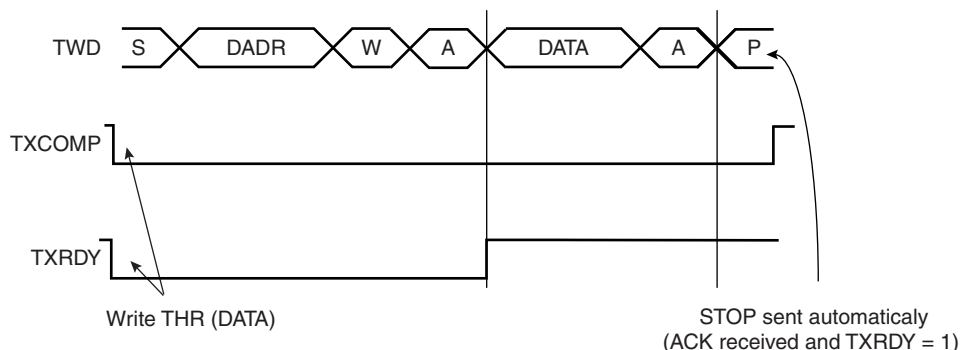 TWD S DADR W A DATA A P
TXCOMP
TXRDY
Write THR (DATA)
STOP sent automaticaly
(ACK received and TXRDY = 1)